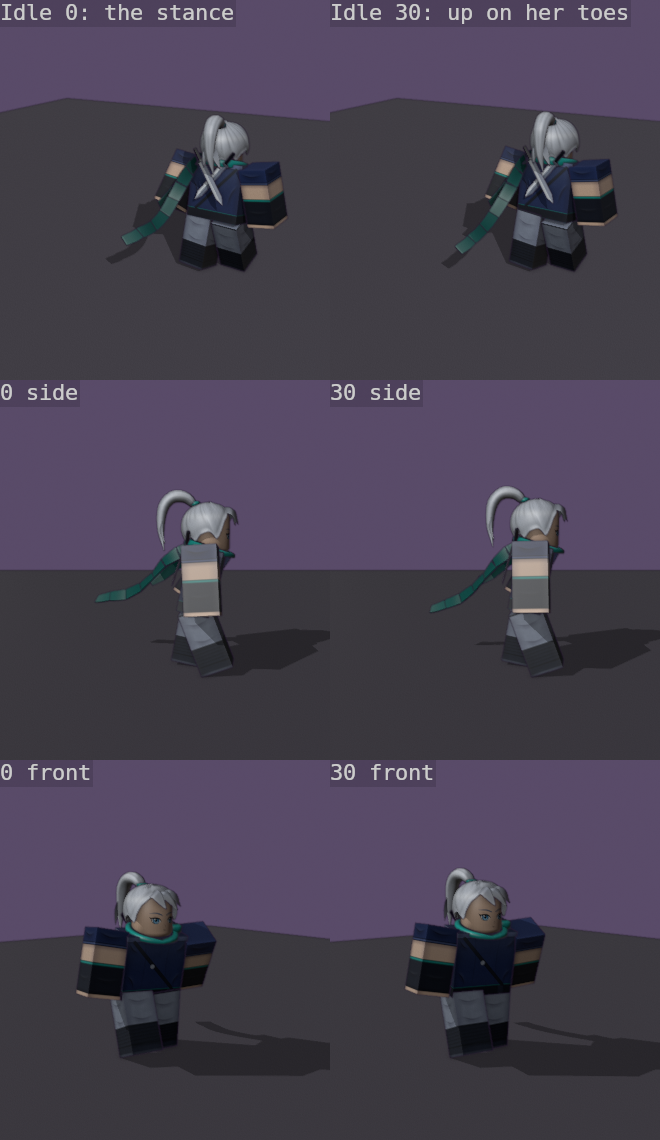 Idle 0: the stance
Idle 30: up on her toes
0 side
30 side
0 front
30 front